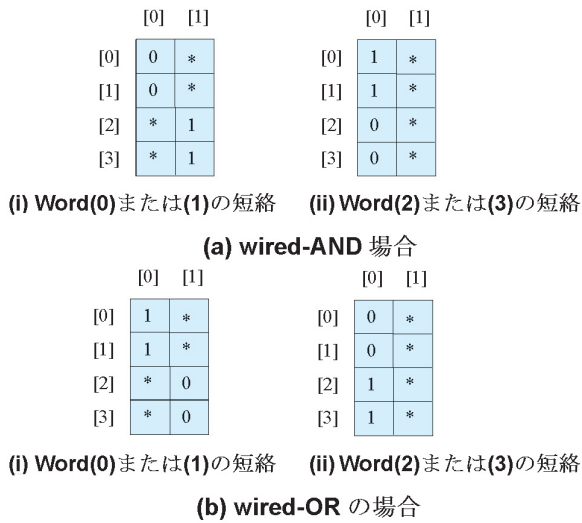 [0] [1] [0] [1]
[0] 0 * [0] 1 *
[1] 0 * [1] 1 *
[2] * 1 [2] 0 *
[3] * 1 [3] 0 *
(i) Word(0)または(1)の短絡 (ii) Word(2)または(3)の短絡
(a) wired-AND 場合
[0] [1] [0] [1]
[0] 1 * [0] 0 *
[1] 1 * [1] 0 *
[2] * 0 [2] 1 *
[3] * 0 [3] 1 *
(i) Word(0)または(1)の短絡 (ii) Word(2)または(3)の短絡
(b) wired-OR の場合